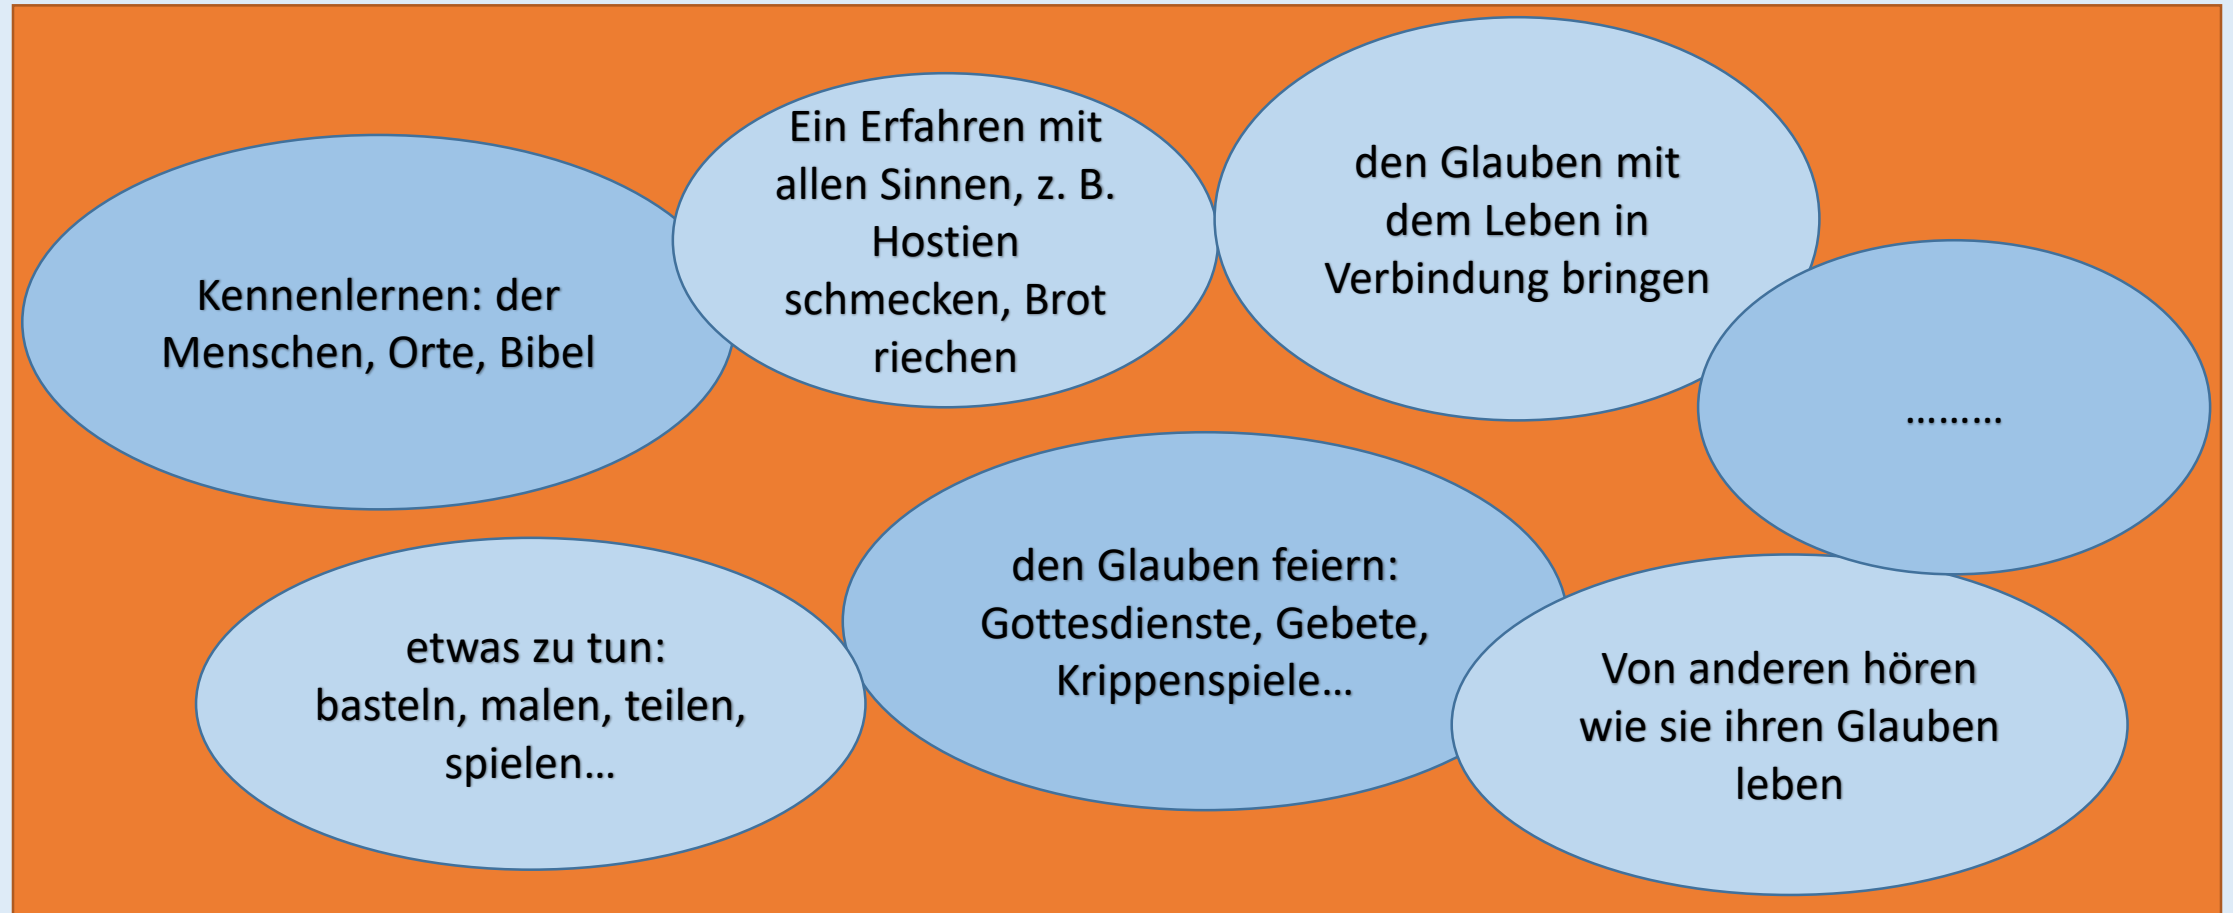 Kennenlernen: der
Menschen, Orte, Bibel
Ein Erfahren mit
allen Sinnen, z. B.
Hostien
schmecken, Brot
riechen
den Glauben mit
dem Leben in
Verbindung bringen
………
etwas zu tun:
basteln, malen, teilen,
spielen…
den Glauben feiern:
Gottesdienste, Gebete,
Krippenspiele…
Von anderen hören
wie sie ihren Glauben
leben